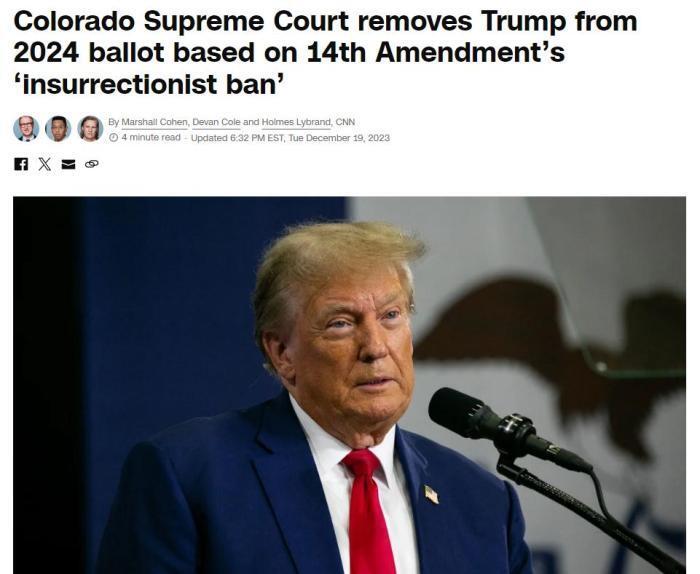 Colorado Supreme Court removes Trump from
2024 ballot based on 14th Amendment’s
‘insurrectionist ban’
By Marshall Cohen, Devan Cole and Holmes Lybrand, CNN
4 minute read · Updated 6:32 PM EST, Tue December 19, 2023